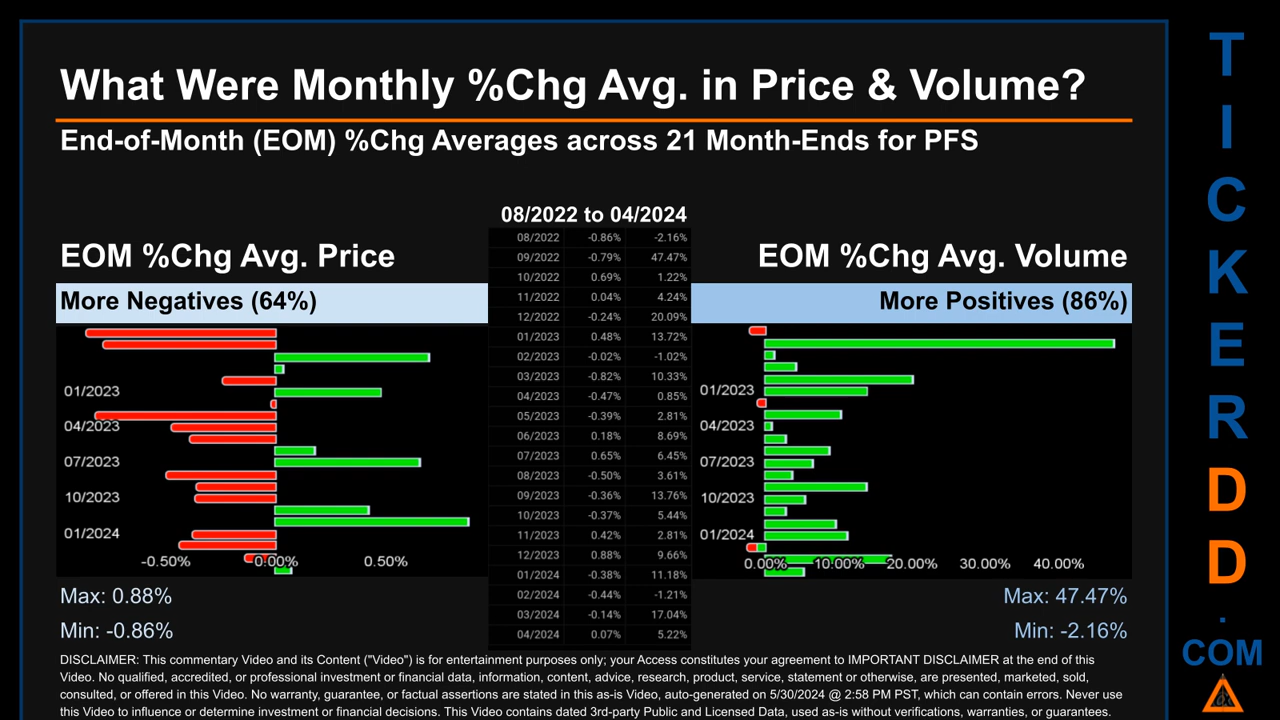 What Were Monthly %Chg Avg. in Price & Volume?
End-of-Month (EOM) %Chg Averages across 21 Month-Ends for PFS
08/2022 to 04/2024
EOM %Chg Avg. Price
EOM %Chg Avg. Volume
More Negatives (64%)
More Positives (86%)
08/2022 -0.86% -2.16%
09/2022 -0.79% 47.47%
10/2022 0.69% 1.22%
11/2022 0.04% 4.24%
12/2022 -0.24% 20.09%
01/2023 0.48% 13.72%
02/2023 -0.02% -1.02%
03/2023 -0.82% 10.33%
04/2023 -0.47% 0.85%
05/2023 -0.39% 2.81%
06/2023 0.18% 8.69%
07/2023 0.65% 6.45%
08/2023 -0.50% 3.61%
09/2023 -0.36% 13.76%
10/2023 -0.37% 5.44%
11/2023 0.42% 2.81%
12/2023 0.88% 9.66%
01/2024 -0.38% 11.18%
02/2024 -0.44% -1.21%
03/2024 -0.14% 17.04%
04/2024 0.07% 5.22%
01/2023
04/2023
07/2023
10/2023
01/2024
-0.50% 0.00% 0.50%
01/2023
04/2023
07/2023
10/2023
01/2024
0.00% 10.00% 20.00% 30.00% 40.00%
Max: 0.88%
Min: -0.86%
Max: 47.47%
Min: -2.16%
DISCLAIMER: This commentary Video and its Content ("Video") is for entertainment purposes only; your Access constitutes your agreement to IMPORTANT DISCLAIMER at the end of this
Video. No qualified, accredited, or professional investment or financial data, information, content, advice, research, product, service, statement or otherwise, are presented, marketed, sold,
consulted, or offered in this Video. No warranty, guarantee, or factual assertions are stated in this as-is Video, auto-generated on 5/30/2024 @ 2:58 PM PST, which can contain errors. Never use
this Video to influence or determine investment or financial decisions. This Video contains dated 3rd-party Public and Licensed Data, used as-is without verifications, warranties, or guarantees.
T
I
C
K
E
R
D
D
.
COM